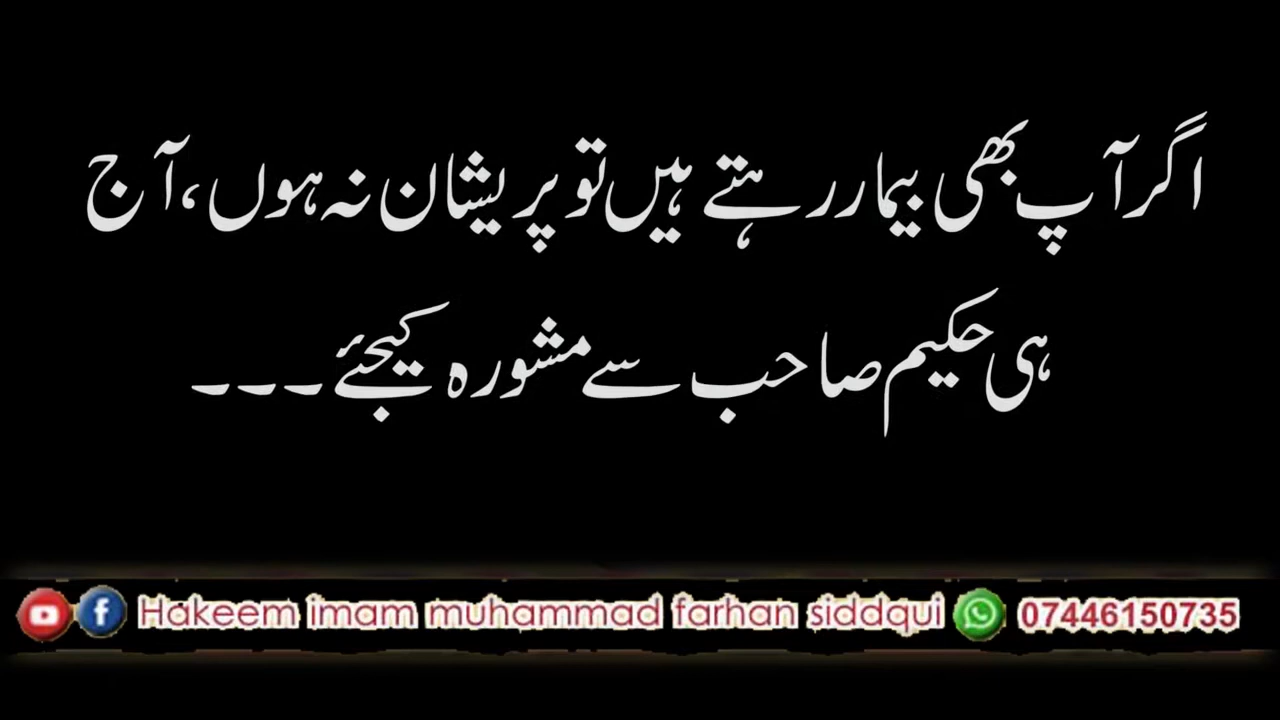 اگر آپ بھی بیمار رہتے ہیں تو پریشان نہ ہوں، آج
ہی حکیم صاحب سے مشورہ کیجئے۔۔۔
Hakeem imam muhammad farhan siddqui 07446150735